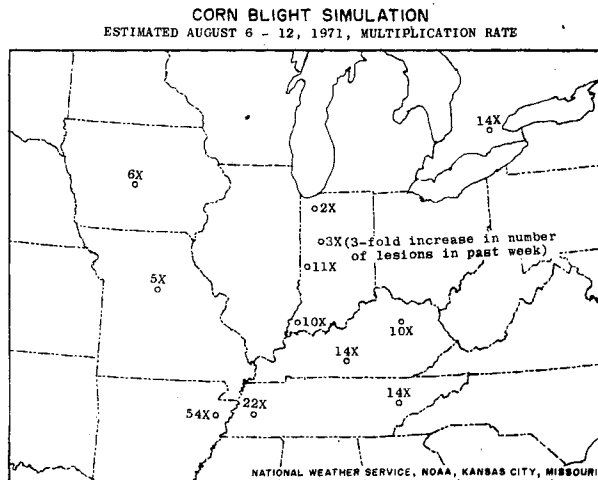 CORN BLIGHT SIMULATION
ESTIMATED AUGUST 6 - 12, 1971, MULTIPLICATION RATE
14X
6X
2X
3X (3-fold increase in number
of lesions in past week)
11X
5X
10X
10X
14X
14X
54X
22X
NATIONAL WEATHER SERVICE, NOAA, KANSAS CITY, MISSOURI